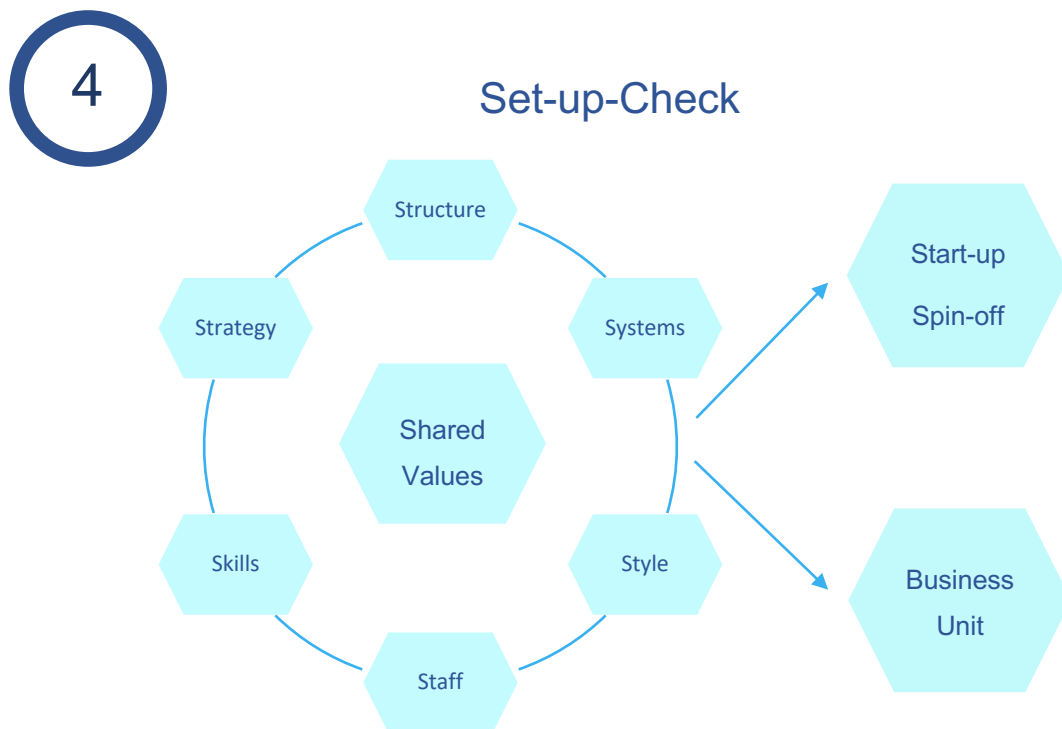 4
Set-up-Check
Structure
Strategy
Systems
Shared
Values
Skills
Style
Staff
Start-up
Spin-off
Business
Unit